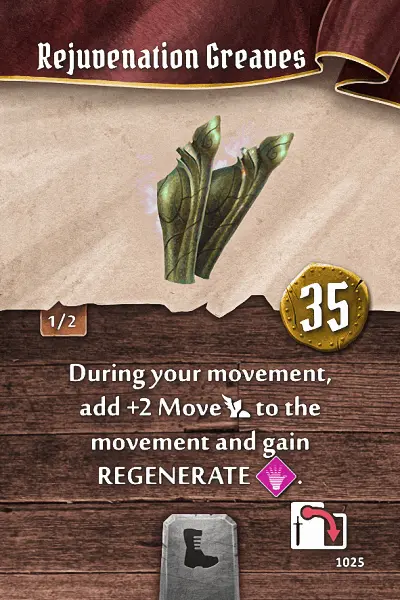 Rejuvenation Greaves
35
1/2
During your movement,
add +2 Move to the
movement and gain
REGENERATE .
1025